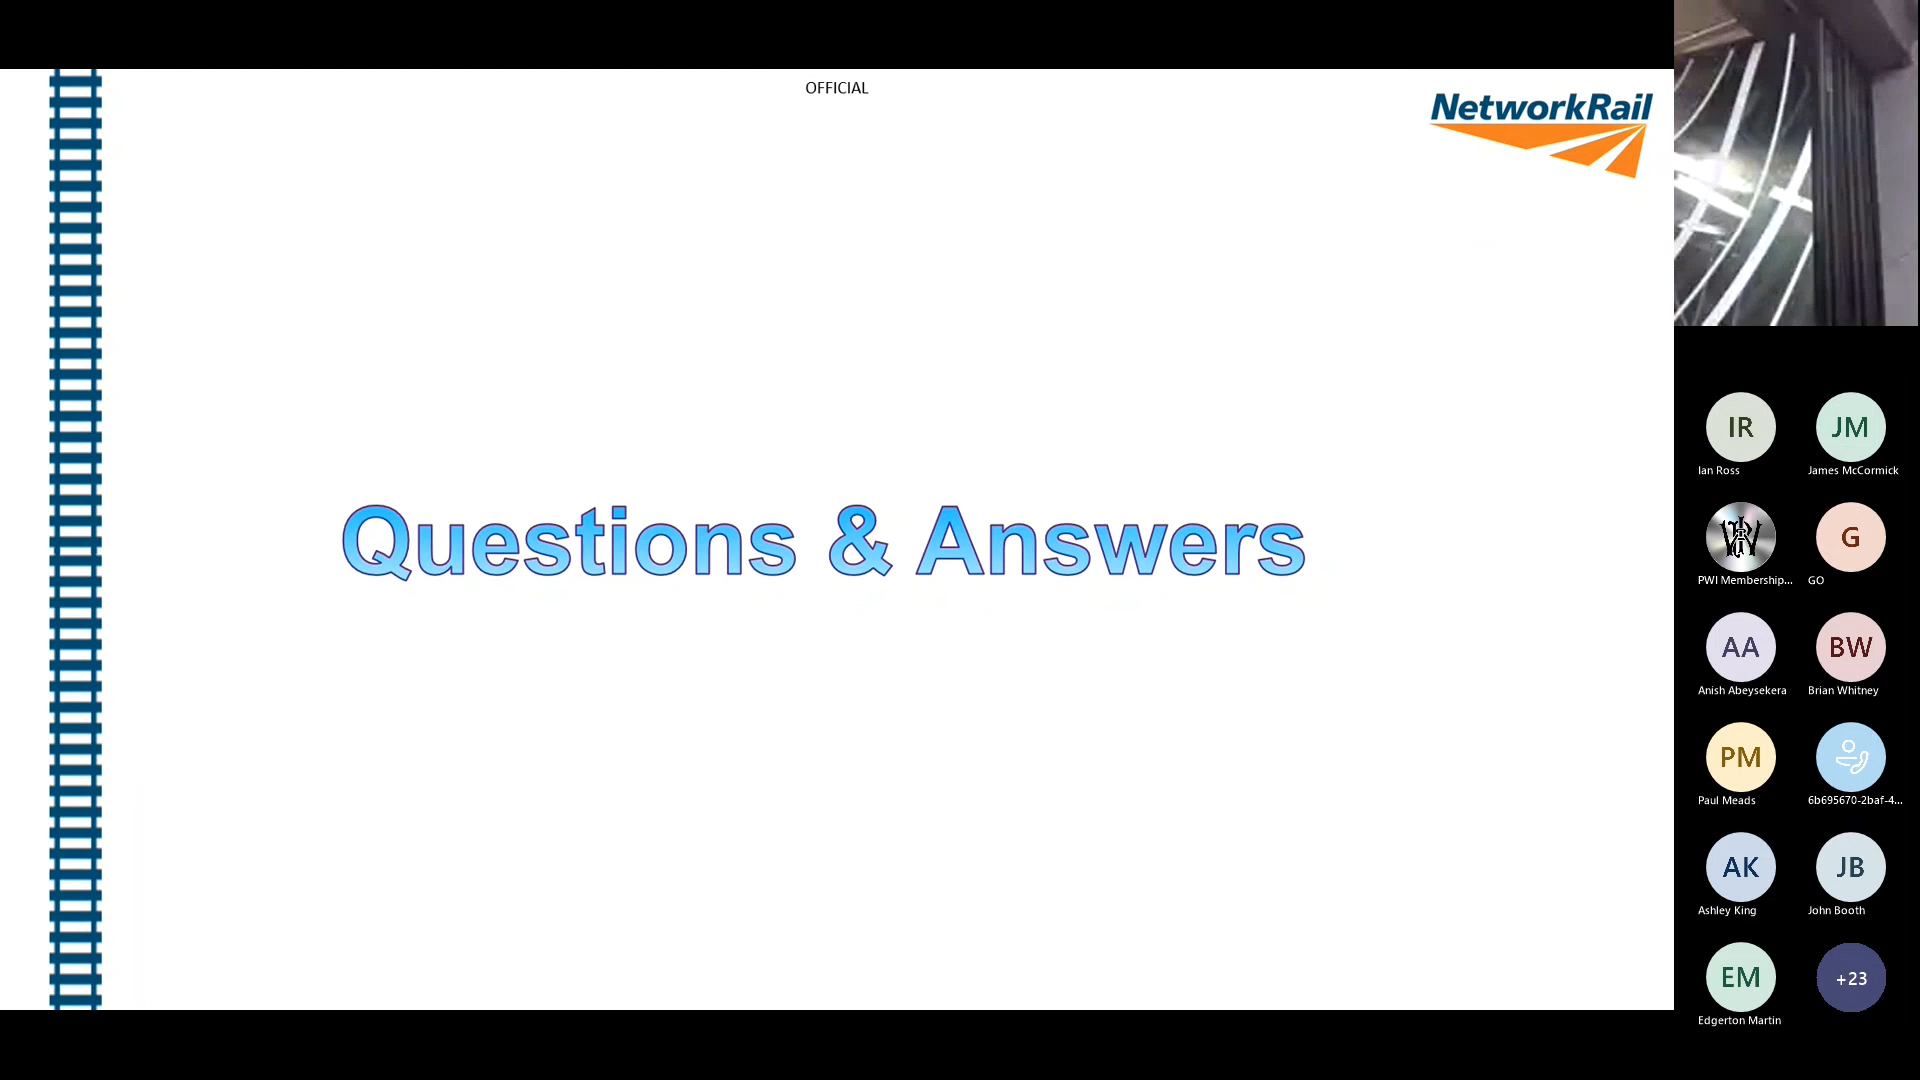 OFFICIAL
NetworkRail
Questions & Answers
IR
JM
Ian Ross
James McCormick
G
PWI Membership...
GO
AA
BW
Anish Abeysekera
Brian Whitney
PM
Paul Meads
6b695670-2baf-4...
AK
JB
Ashley King
John Booth
EM
+23
Edgerton Martin